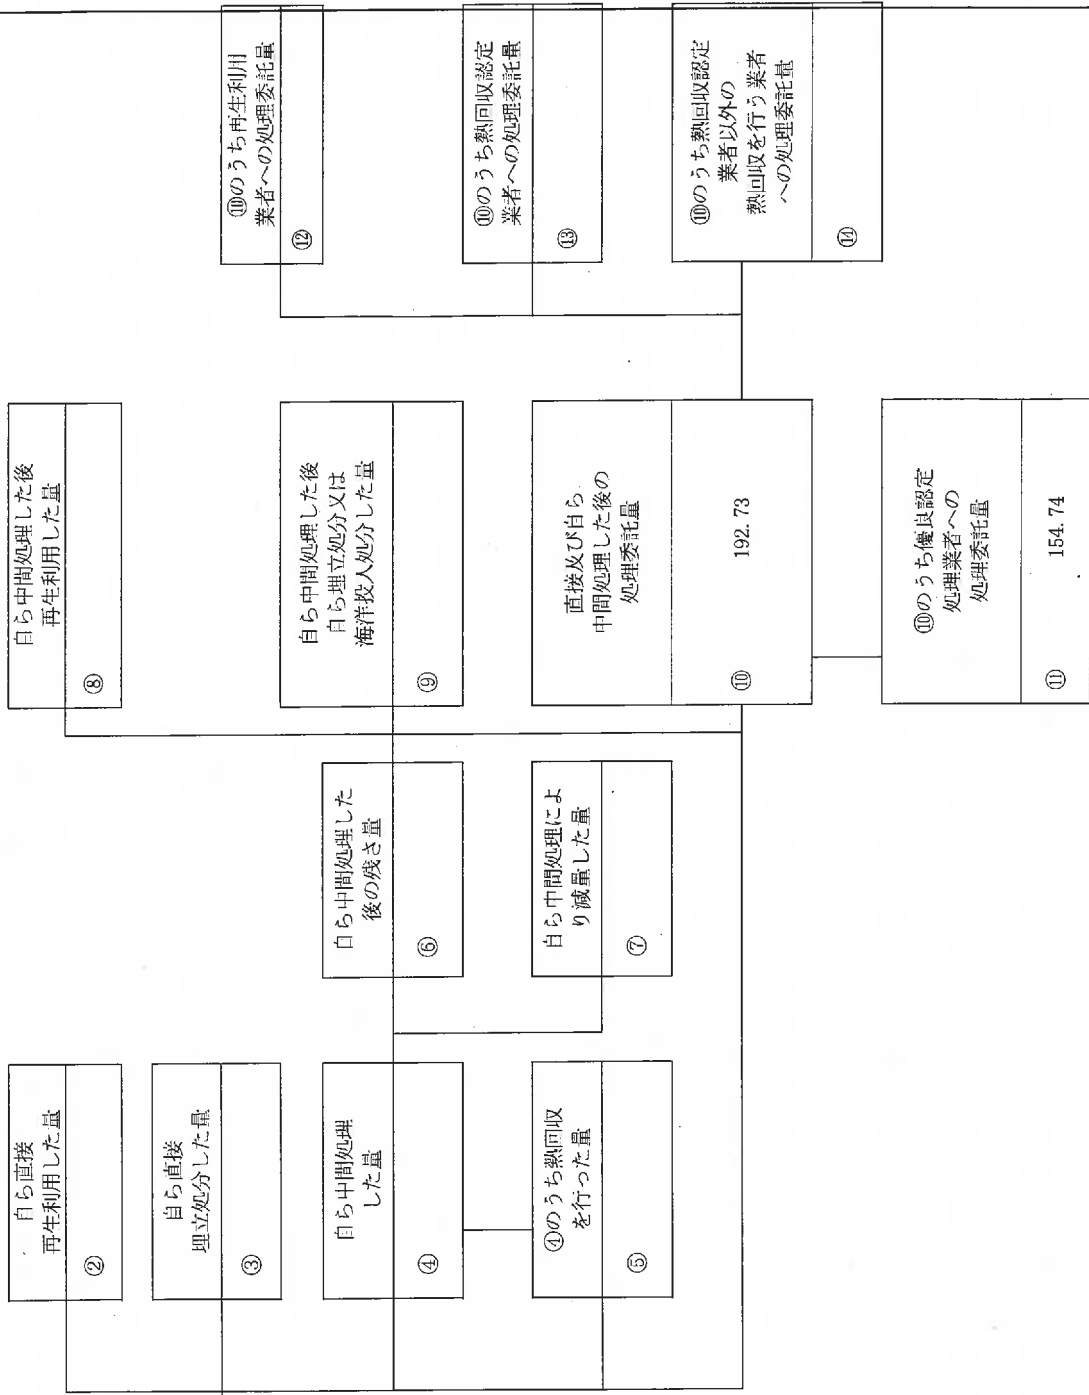 自ら直接
再生利用した量
②
自ら直接
埋立処分した量
③
自ら中間処理
した量
④
④のうち熱回収
を行った量
⑤
自ら中間処理した
後の残さ量
⑥
自ら中間処理によ
り減量した量
⑦
自ら中間処理した後
再生利用した量
⑧
自ら中間処理した後
自ら埋立処分又は
海洋投入処分した量
⑨
直接及び自ら
中間処理した後の
処理委託量
⑩ 192.73
⑩のうち優良認定
処理業者への
処理委託量
⑪ 154.74
⑩のうち再生利用
業者への処理委託量
⑫
⑩のうち熱回収認定
業者への処理委託量
⑬
⑩のうち熱回収認定
業者以外の
熱回収を行う業者
への処理委託量
⑭